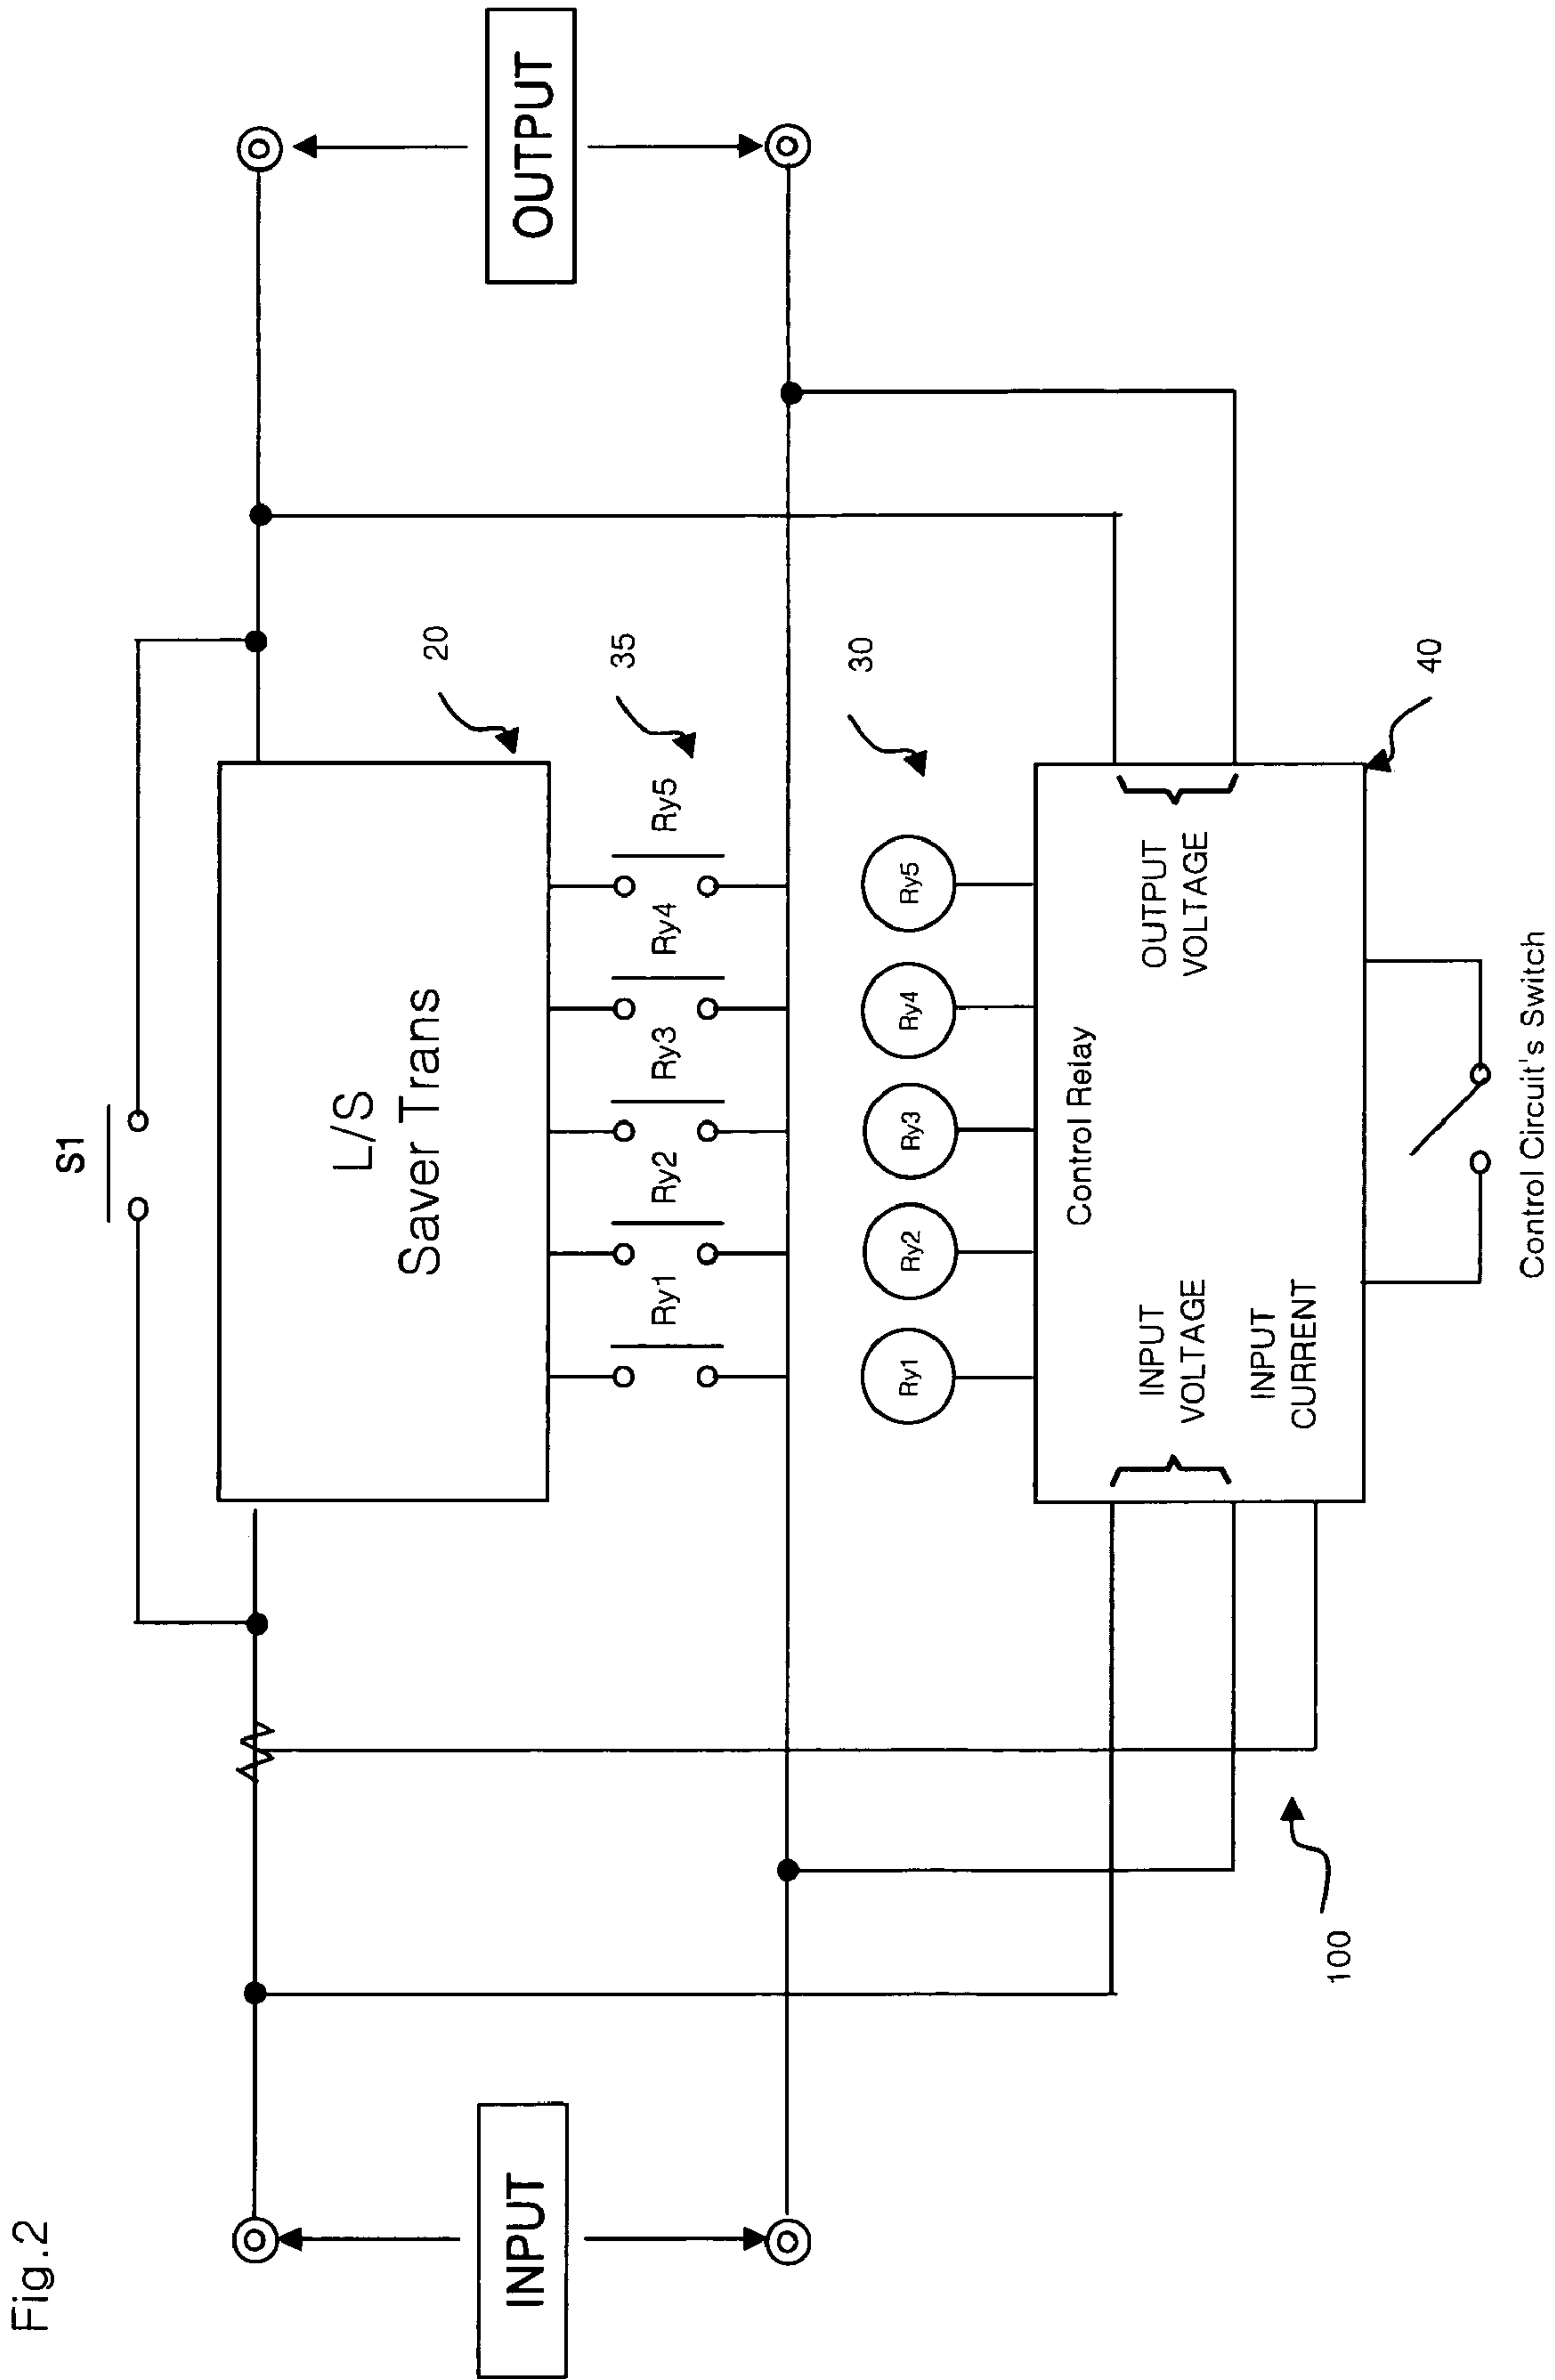 Fig.2
S1
L/S
Saver Trans
20
Ry1
Ry2
Ry3
Ry4
Ry5
35
INPUT
OUTPUT
30
Ry1
Ry2
Ry3
Ry4
Ry5
Control Relay
INPUT
VOLTAGE
OUTPUT
VOLTAGE
INPUT
CURRENT
40
100
Control Circuit's Switch